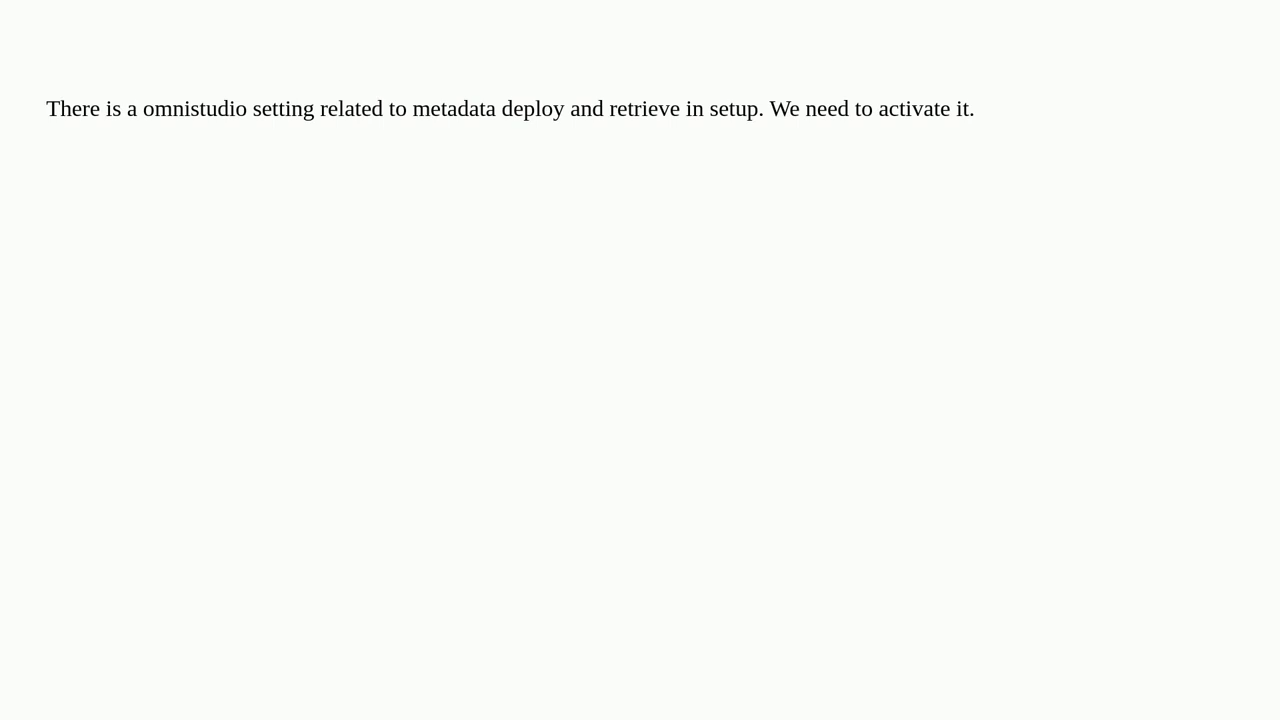 There is a omnistudio setting related to metadata deploy and retrieve in setup. We need to activate it.